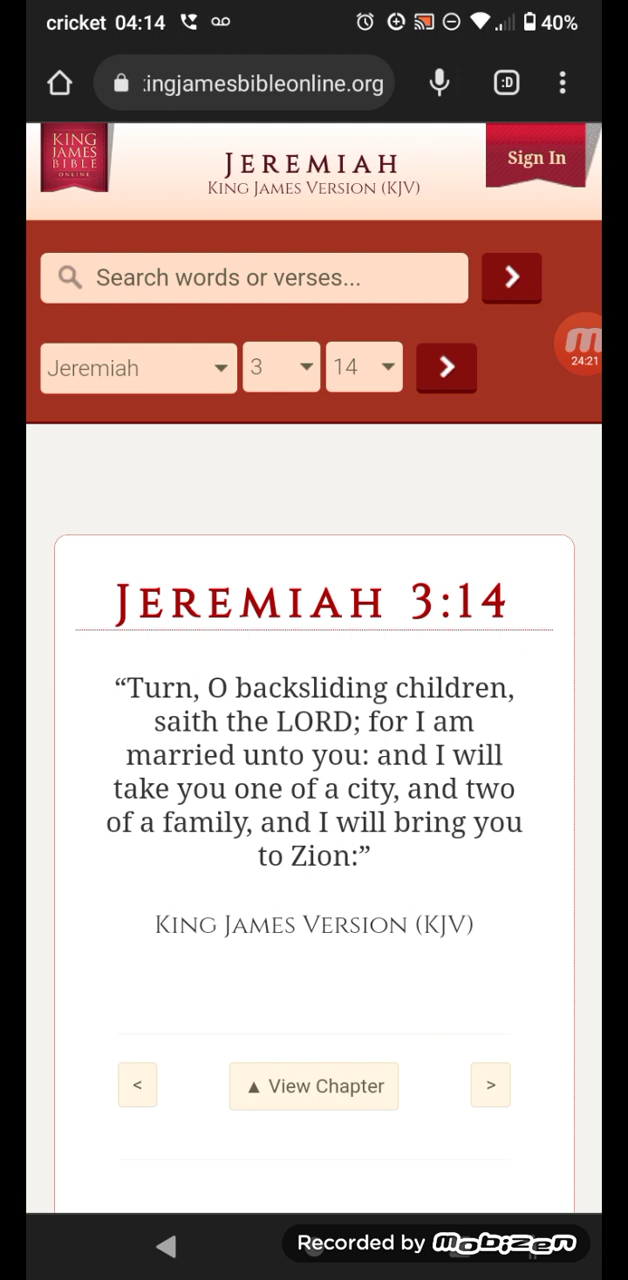 cricket 04:14 40%
:ingjamesbibleonline.org :D
KING
JAMES
BIBLE
ONLINE
JEREMIAH
KING JAMES VERSION (KJV)
Sign In
Search words or verses...
24:21
Jeremiah 3 14
JEREMIAH 3:14
“Turn, O backsliding children,
saith the LORD; for I am
married unto you: and I will
take you one of a city, and two
of a family, and I will bring you
to Zion:”
KING JAMES VERSION (KJV)
< ▲ View Chapter >
Recorded by mobizen